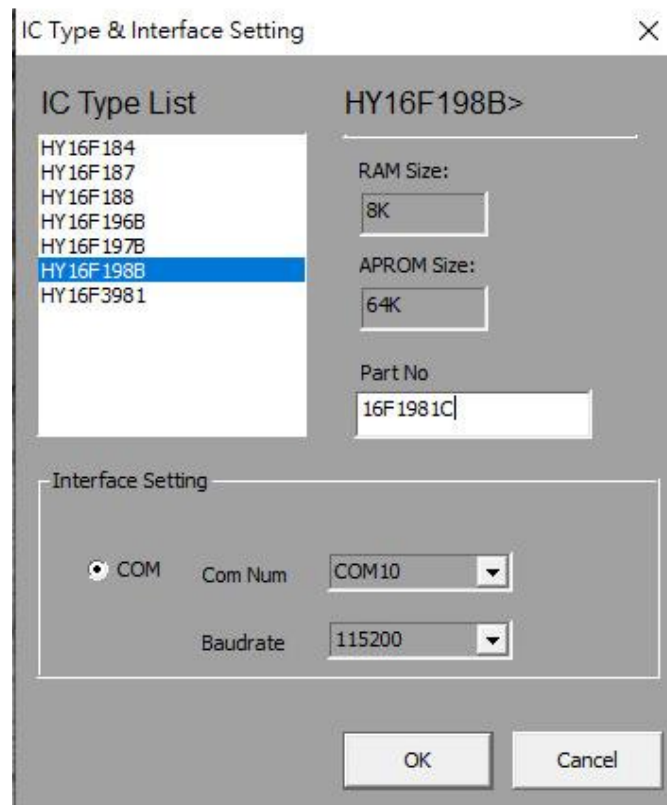 IC Type & Interface Setting
IC Type List
HY16F184
HY16F187
HY16F188
HY16F196B
HY16F197B
HY16F198B
HY16F3981
HY16F198B>
RAM Size:
8K
APROM Size:
64K
Part No
16F1981C
Interface Setting
COM
Com Num
COM10
Baudrate
115200
OK
Cancel